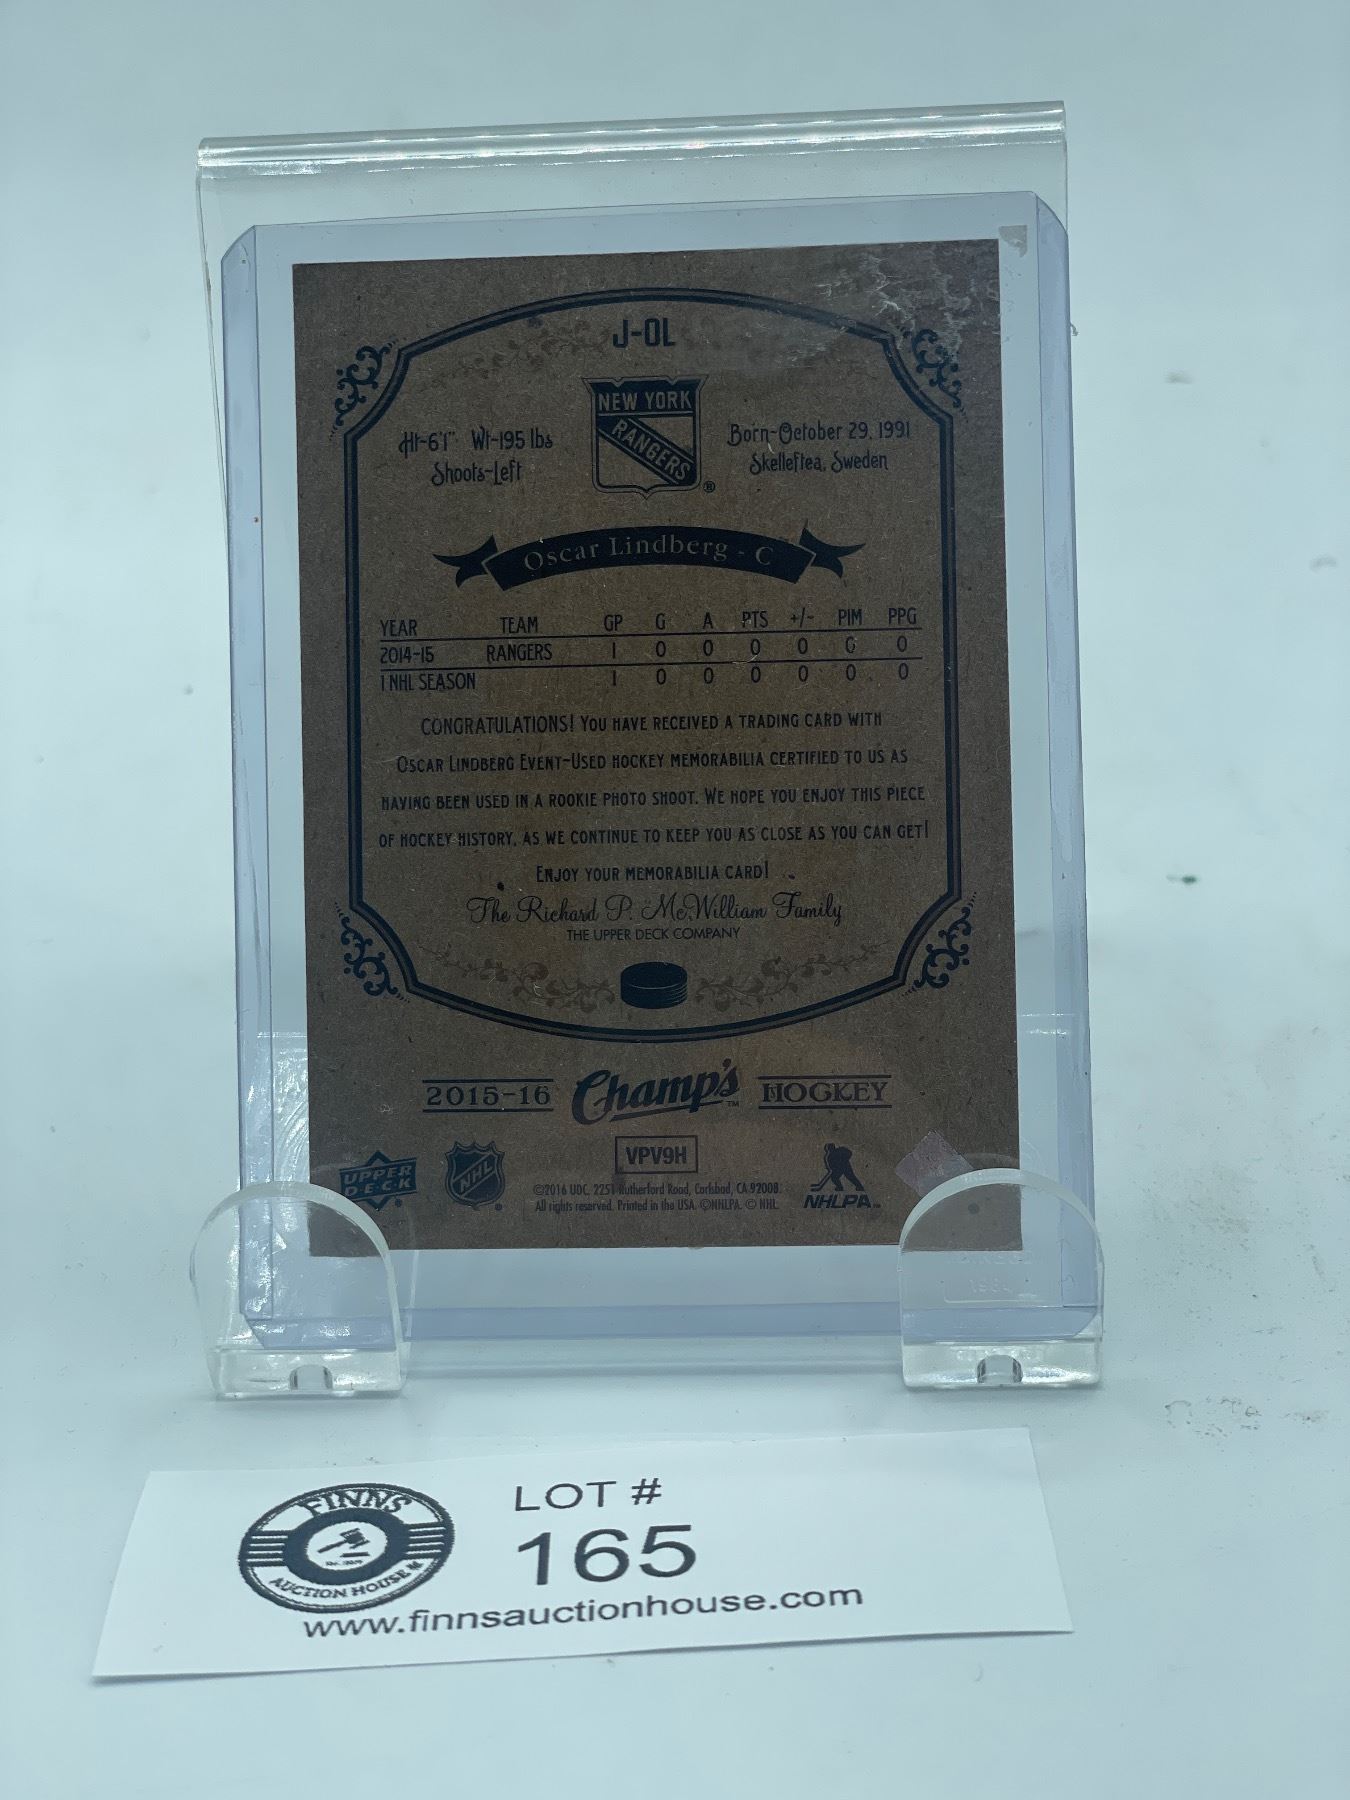 J-OL
NEW YORK
RANGERS
®
Ht-6'1" Wt-195 lbs
Shoots-Left
Born-October 29, 1991
Skelleftea, Sweden
Oscar Lindberg - C
YEAR TEAM GP G A PTS +/- PIM PPG
2014-15 RANGERS 1 0 0 0 0 0 0
1 NHL SEASON 1 0 0 0 0 0 0
CONGRATULATIONS! YOU HAVE RECEIVED A TRADING CARD WITH
OSCAR LINDBERG EVENT-USED HOCKEY MEMORABILIA CERTIFIED TO US AS
HAVING BEEN USED IN A ROOKIE PHOTO SHOOT. WE HOPE YOU ENJOY THIS PIECE
OF HOCKEY HISTORY, AS WE CONTINUE TO KEEP YOU AS CLOSE AS YOU CAN GET!
ENJOY YOUR MEMORABILIA CARD!
The Richard P. McWilliam Family
THE UPPER DECK COMPANY
2015-16 Champ's™ HOCKEY
UPPER DECK®
NHL®
VPV9H
©2016 UDC, 2251 Rutherford Road, Carlsbad, CA 92008.
All rights reserved. Printed in the USA. ©NHLPA. © NHL.
NHLPA™
FINNS
AUCTION HOUSE
LOT #
165
www.finnsauctionhouse.com